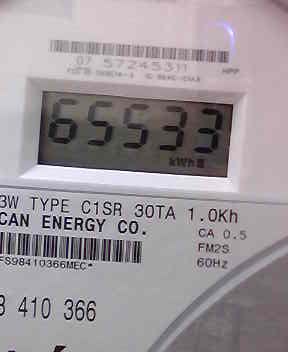 07 57245311
65533
kWh
3W TYPE C1SR 30TA 1.0Kh
CAN ENERGY CO.
CA 0.5
FM2S
FS98410366MEC*
60Hz
8 410 366